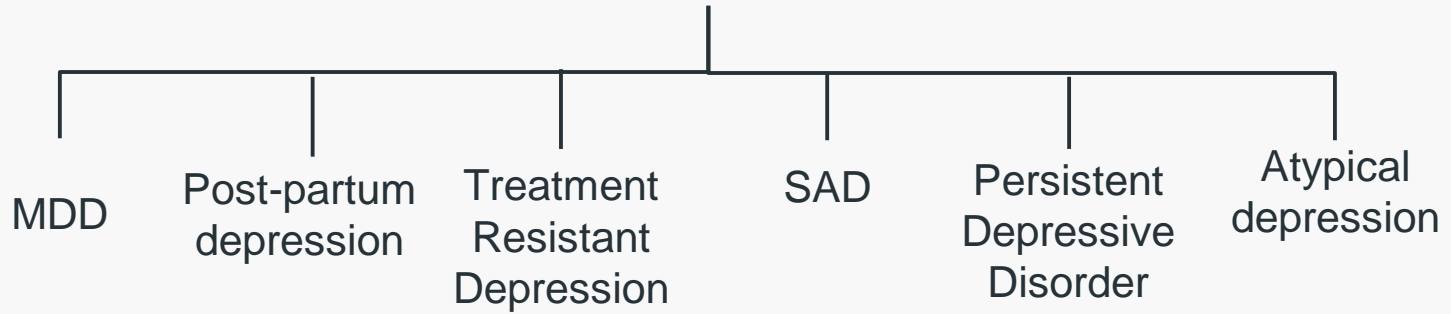 MDD
Post-partum
depression
Treatment
Resistant
Depression
SAD
Persistent
Depressive
Disorder
Atypical
depression